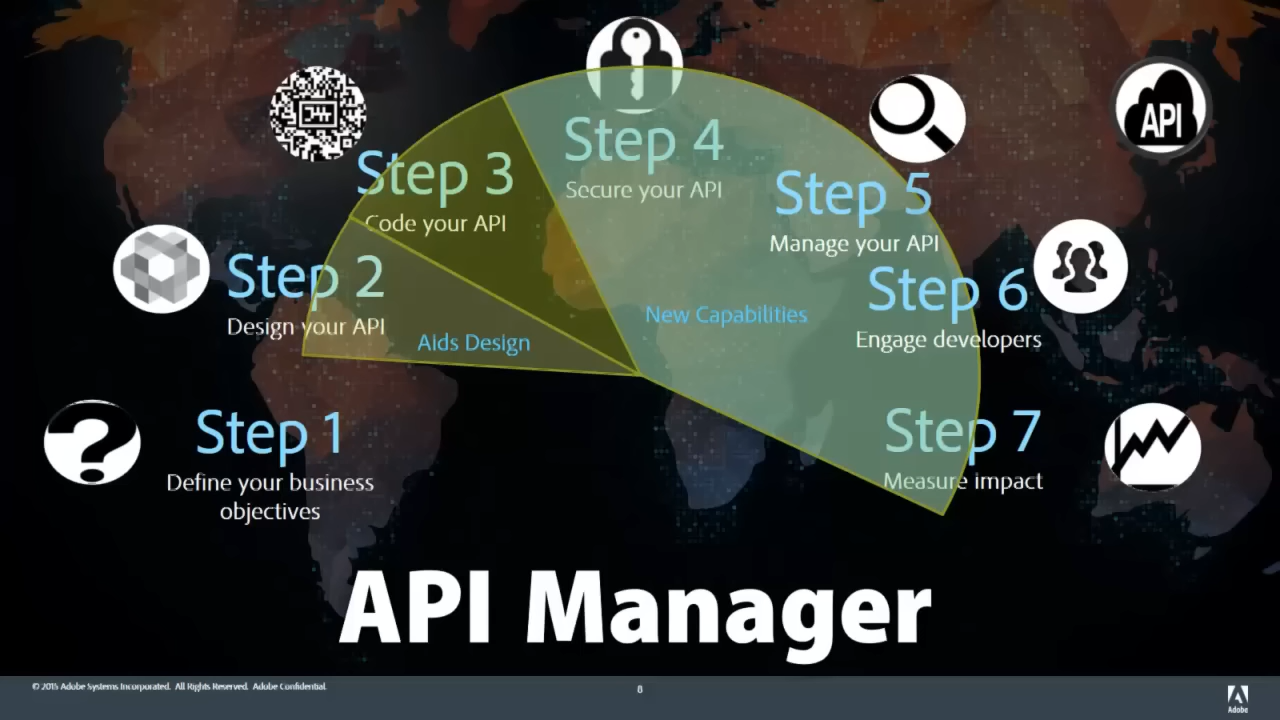 Step 1
Define your business
objectives
Step 2
Design your API
Aids Design
Step 3
Code your API
Step 4
Secure your API
New Capabilities
Step 5
Manage your API
API
Step 6
Engage developers
Step 7
Measure impact
API Manager
© 2015 Adobe Systems Incorporated. All Rights Reserved. Adobe Confidential.
8
Adobe